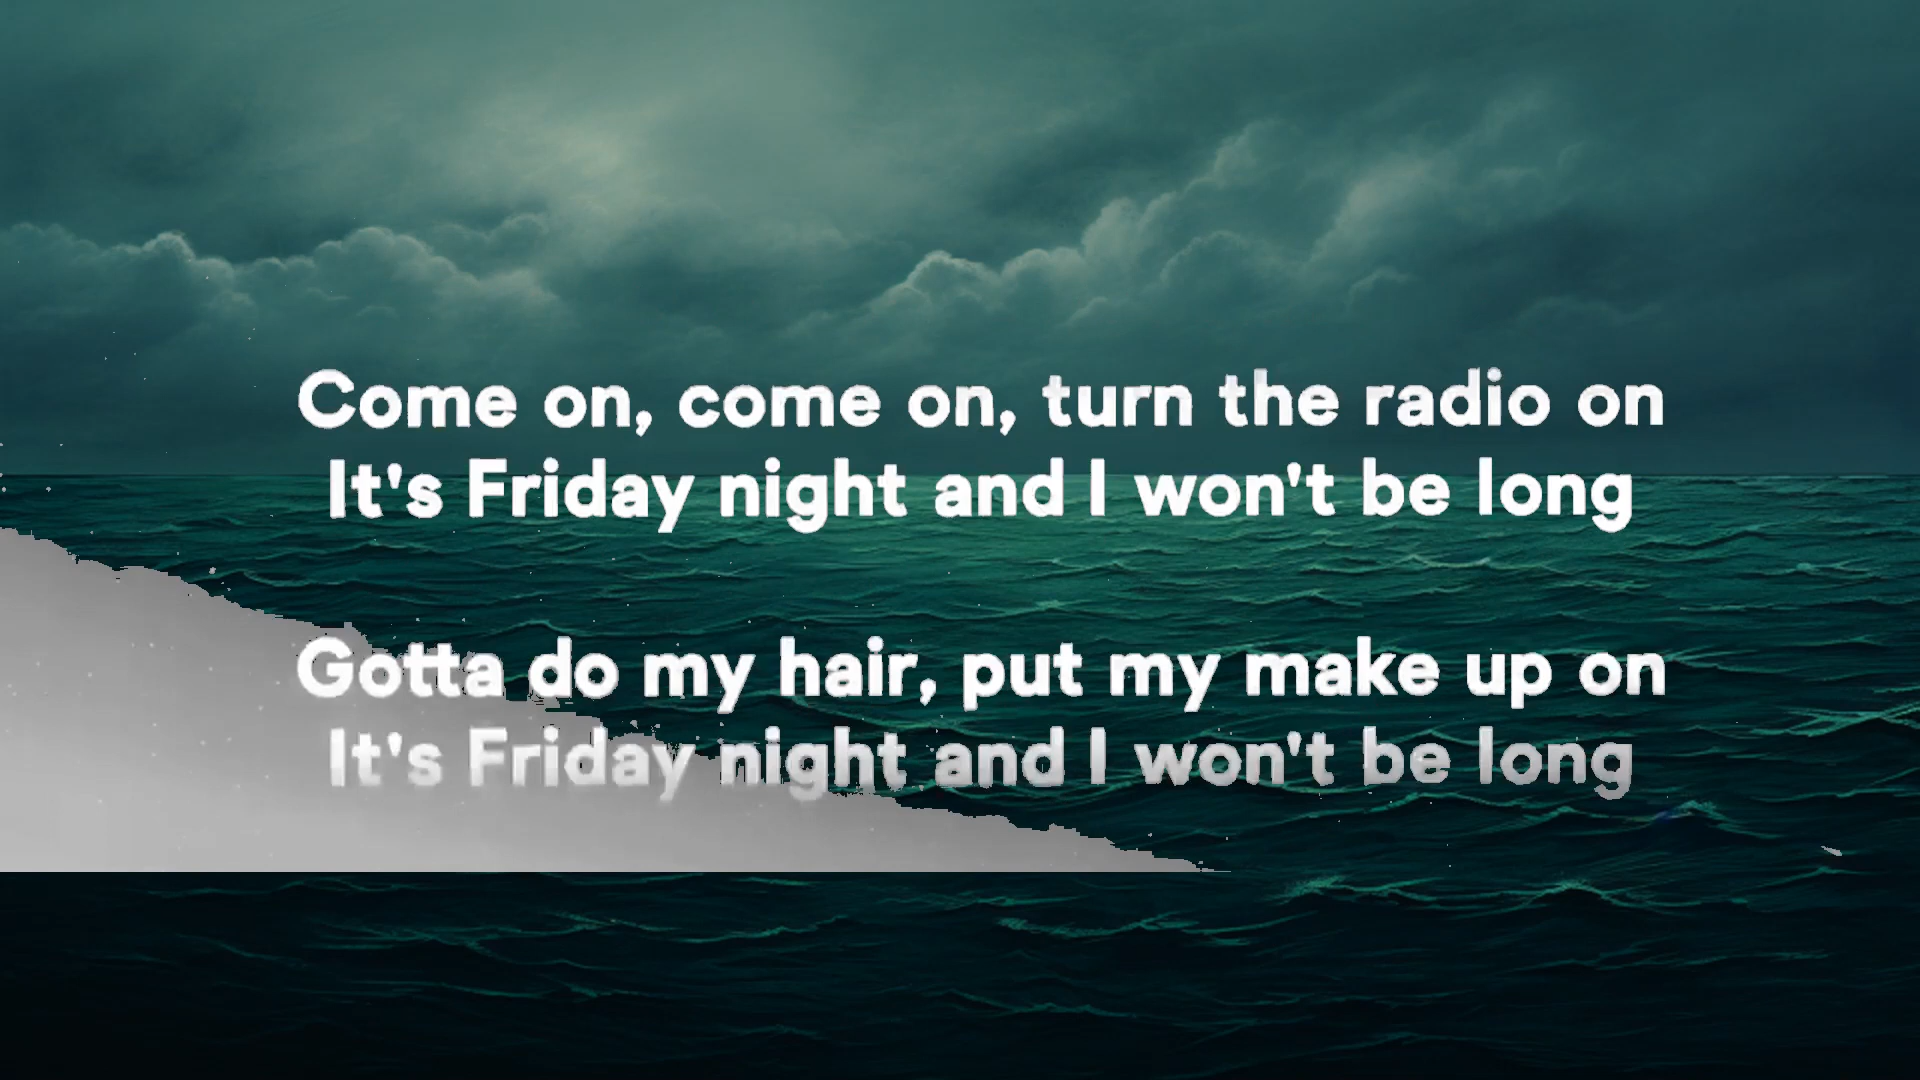 Come on, come on, turn the radio on
It's Friday night and I won't be long
Gotta do my hair, put my make up on
It's Friday night and I won't be long